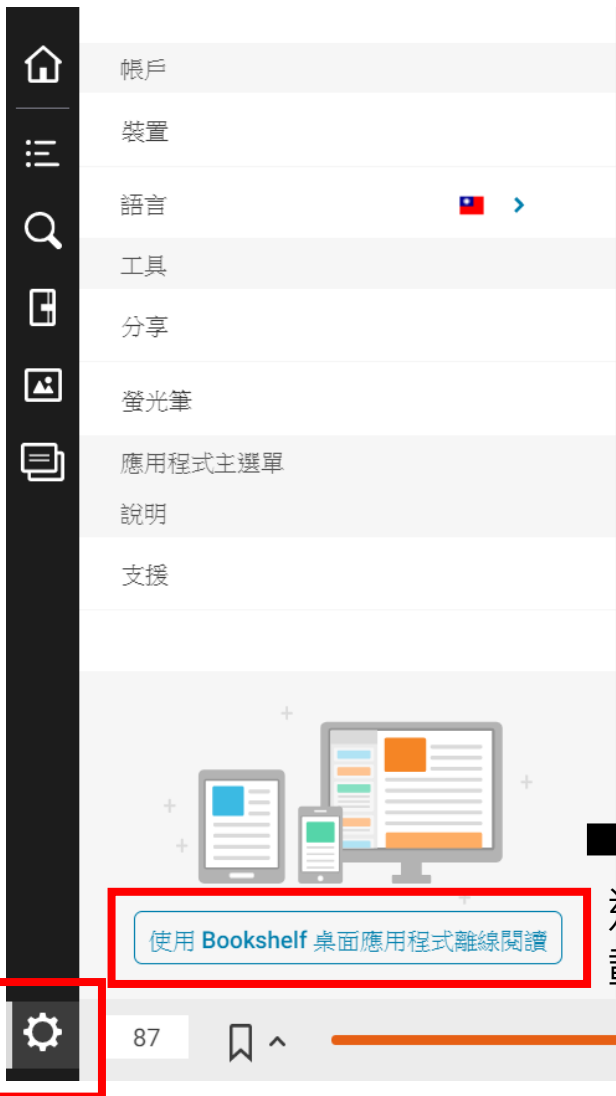 帳戶
裝置
語言
工具
分享
螢光筆
應用程式主選單
說明
支援
使用 Bookshelf 桌面應用程式離線閱讀
87